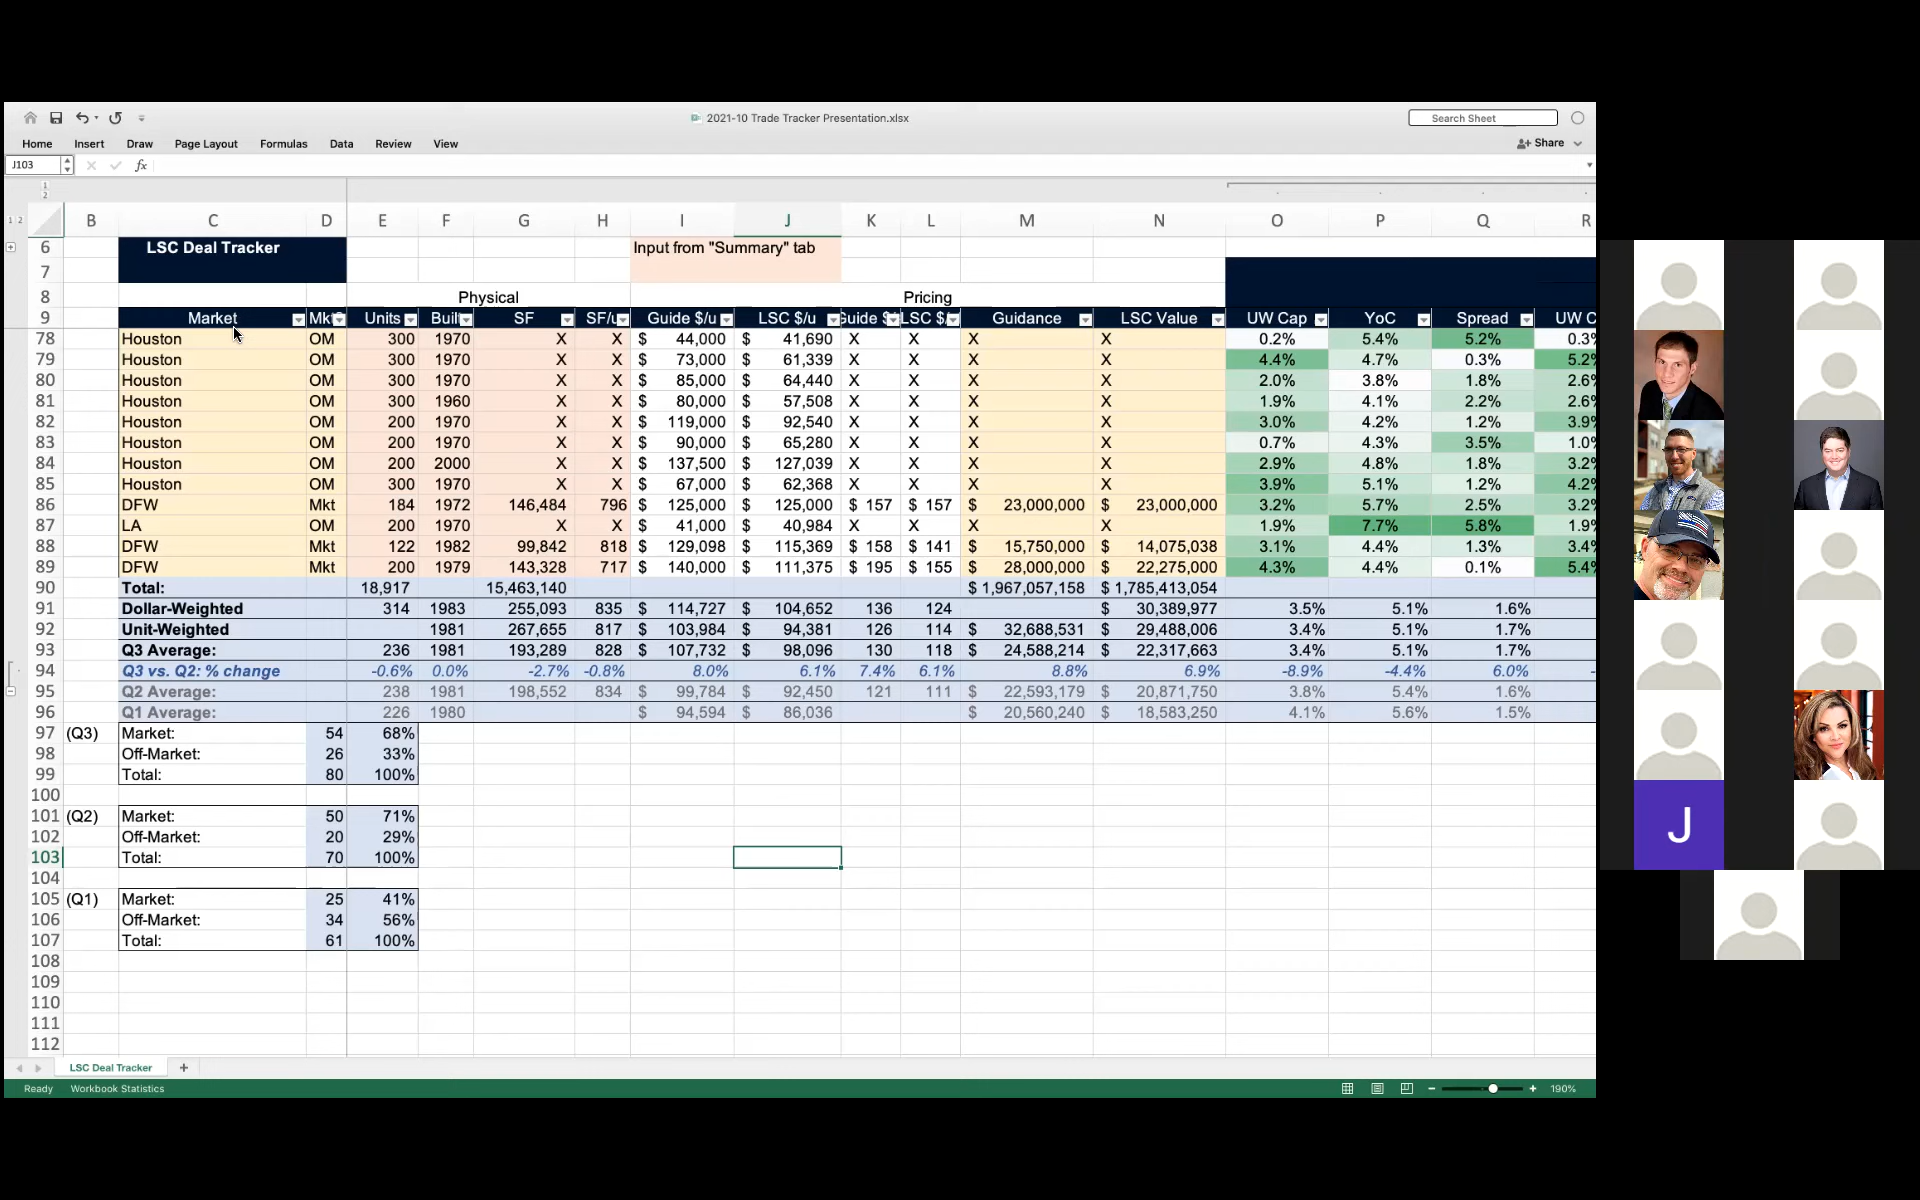 2021-10 Trade Tracker Presentation.xlsx
Search Sheet
Home Insert Draw Page Layout Formulas Data Review View
Share
J103 fx
1
2
1 2 B C D E F G H I J K L M N O P Q R
6 LSC Deal Tracker Input from "Summary" tab
7
8 Physical Pricing
9 Market Units Built SF SF/u Guide $/u LSC $/u LSC $/ Guidance LSC Value UW Cap YoC Spread UW C
78 Houston OM 300 1970 X X $ 44,000 $ 41,690 X X X X 0.2% 5.4% 5.2% 0.3%
79 Houston OM 300 1970 X X $ 73,000 $ 61,339 X X X X 4.4% 4.7% 0.3% 5.2%
80 Houston OM 300 1970 X X $ 85,000 $ 64,440 X X X X 2.0% 3.8% 1.8% 2.6%
81 Houston OM 300 1960 X X $ 80,000 $ 57,508 X X X X 1.9% 4.1% 2.2% 2.6%
82 Houston OM 200 1970 X X $ 119,000 $ 92,540 X X X X 3.0% 4.2% 1.2% 3.9%
83 Houston OM 200 1970 X X $ 90,000 $ 65,280 X X X X 0.7% 4.3% 3.5% 1.0%
84 Houston OM 200 2000 X X $ 137,500 $ 127,039 X X X X 2.9% 4.8% 1.8% 3.2%
85 Houston OM 300 1970 X X $ 67,000 $ 62,368 X X X X 3.9% 5.1% 1.2% 4.2%
86 DFW Mkt 184 1972 146,484 796 $ 125,000 $ 125,000 $ 157 $ 157 $ 23,000,000 $ 23,000,000 3.2% 5.7% 2.5% 3.2%
87 LA OM 200 1970 X X $ 41,000 $ 40,984 X X X X 1.9% 7.7% 5.8% 1.9%
88 DFW Mkt 122 1982 99,842 818 $ 129,098 $ 115,369 $ 158 $ 141 $ 15,750,000 $ 14,075,038 3.1% 4.4% 1.3% 3.4%
89 DFW Mkt 200 1979 143,328 717 $ 140,000 $ 111,375 $ 195 $ 155 $ 28,000,000 $ 22,275,000 4.3% 4.4% 0.1% 5.4%
90 Total: 18,917 15,463,140 $ 1,967,057,158 $ 1,785,413,054
91 Dollar-Weighted 314 1983 255,093 835 $ 114,727 $ 104,652 136 124 $ 30,389,977 3.5% 5.1% 1.6%
92 Unit-Weighted 1981 267,655 817 $ 103,984 $ 94,381 126 114 $ 32,688,531 $ 29,488,006 3.4% 5.1% 1.7%
93 Q3 Average: 236 1981 193,289 828 $ 107,732 $ 98,096 130 118 $ 24,588,214 $ 22,317,663 3.4% 5.1% 1.7%
94 Q3 vs. Q2: % change -0.6% 0.0% -2.7% -0.8% 8.0% 6.1% 7.4% 6.1% 8.8% 6.9% -8.9% -4.4% 6.0% -
95 Q2 Average: 238 1981 198,552 834 $ 99,784 $ 92,450 121 111 $ 22,593,179 $ 20,871,750 3.8% 5.4% 1.6%
96 Q1 Average: 226 1980 $ 94,594 $ 86,036 $ 20,560,240 $ 18,583,250 4.1% 5.6% 1.5%
97 (Q3) Market: 54 68%
98 Off-Market: 26 33%
99 Total: 80 100%
100
101 (Q2) Market: 50 71%
102 Off-Market: 20 29%
103 Total: 70 100%
104
105 (Q1) Market: 25 41%
106 Off-Market: 34 56%
107 Total: 61 100%
108
109
110
111
112
LSC Deal Tracker
Ready Workbook Statistics 190%
J